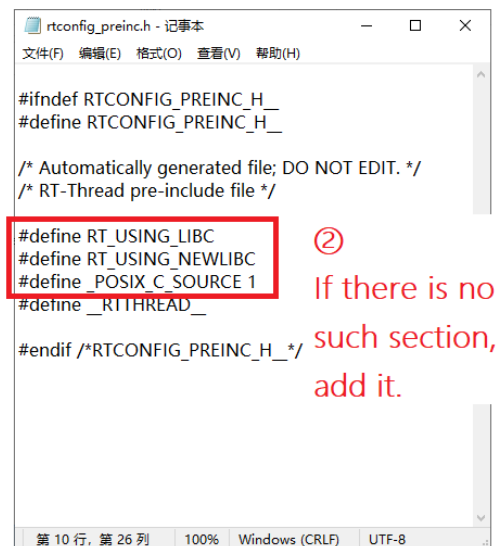 rtconfig_preinc.h - 记事本
文件(F) 编辑(E) 格式(O) 查看(V) 帮助(H)
#ifndef RTCONFIG_PREINC_H__
#define RTCONFIG_PREINC_H__
/* Automatically generated file; DO NOT EDIT. */
/* RT-Thread pre-include file */
#define RT_USING_LIBC
#define RT_USING_NEWLIBC
#define _POSIX_C_SOURCE 1
#define __RTTHREAD__
#endif /*RTCONFIG_PREINC_H__*/
②
If there is no
such section,
add it.
第 10 行，第 26 列 100% Windows (CRLF) UTF-8